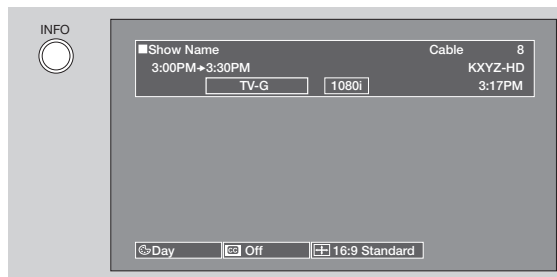 INFO
■Show Name Cable 8
3:00PM→3:30PM KXYZ-HD
TV-G 1080i 3:17PM
Day CC Off 16:9 Standard